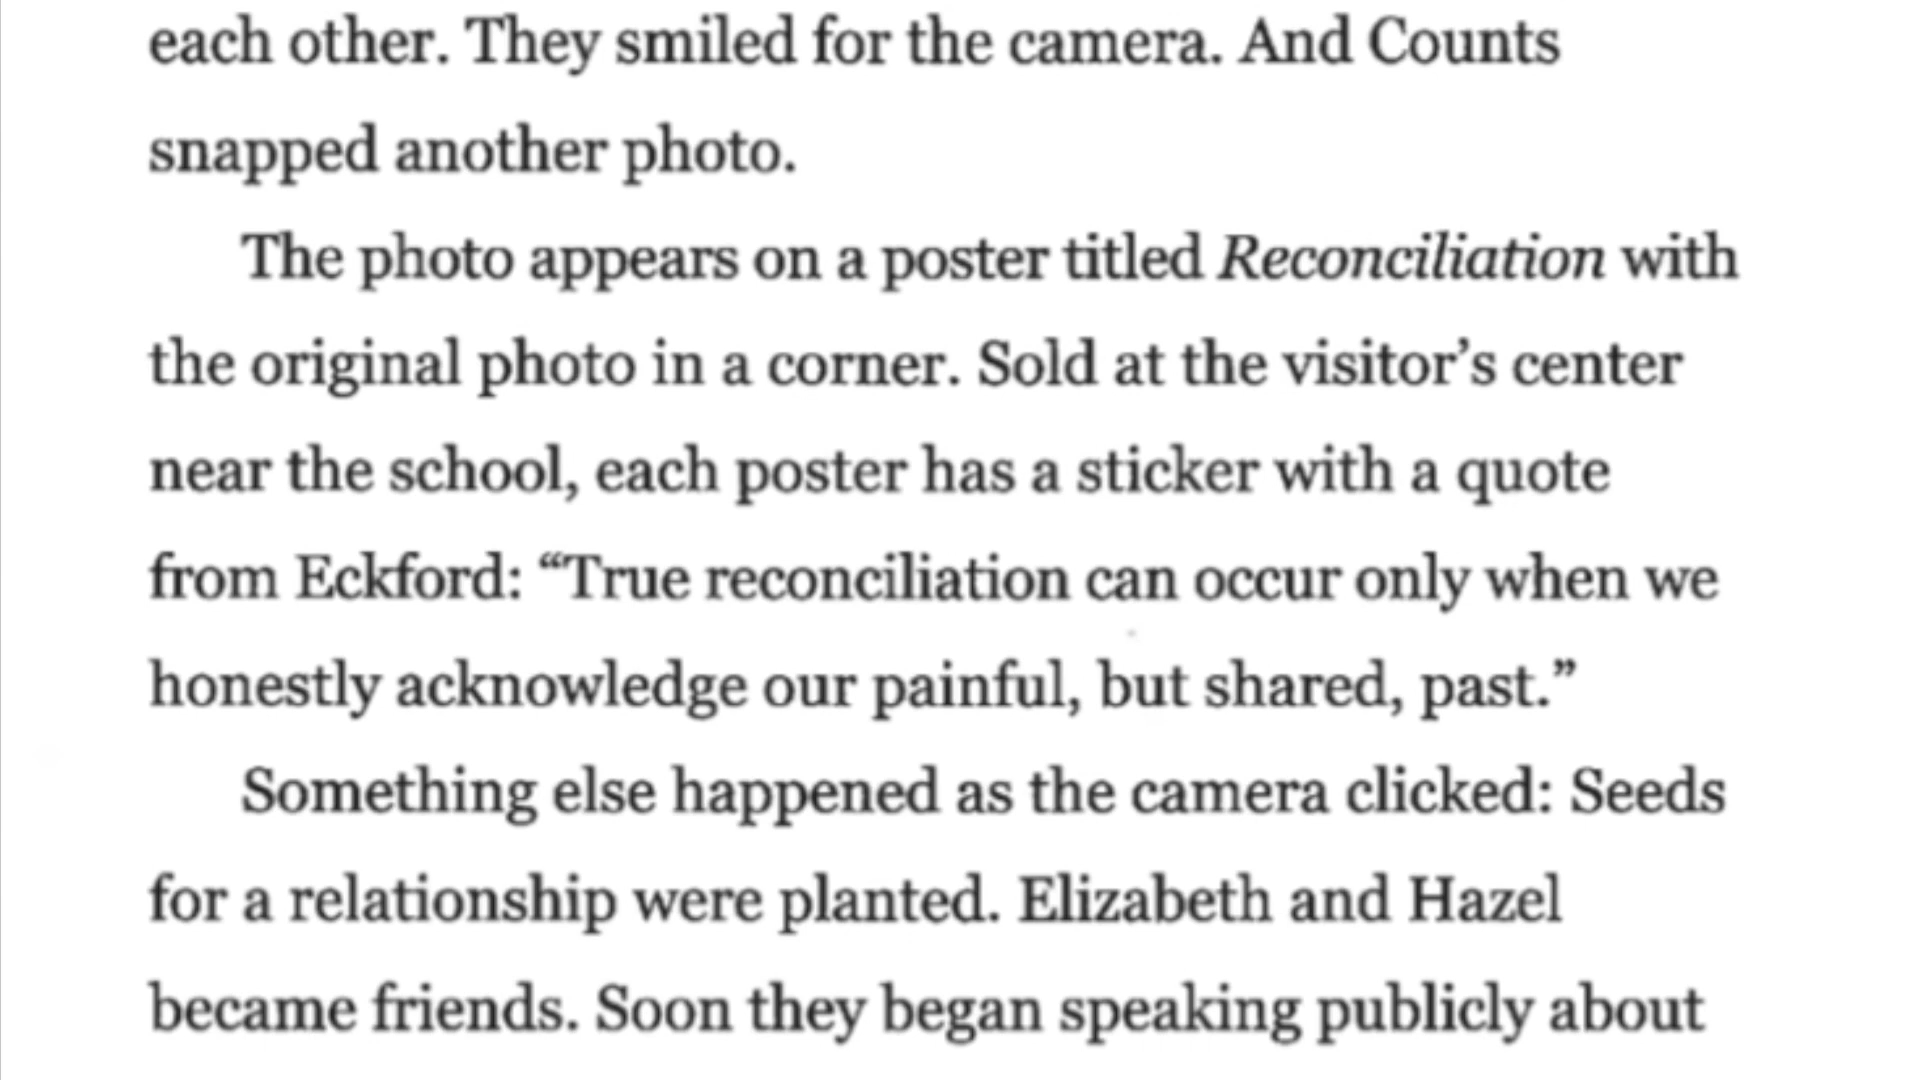 each other. They smiled for the camera. And Counts
snapped another photo.
The photo appears on a poster titled Reconciliation with
the original photo in a corner. Sold at the visitor’s center
near the school, each poster has a sticker with a quote
from Eckford: “True reconciliation can occur only when we
honestly acknowledge our painful, but shared, past.”
Something else happened as the camera clicked: Seeds
for a relationship were planted. Elizabeth and Hazel
became friends. Soon they began speaking publicly about